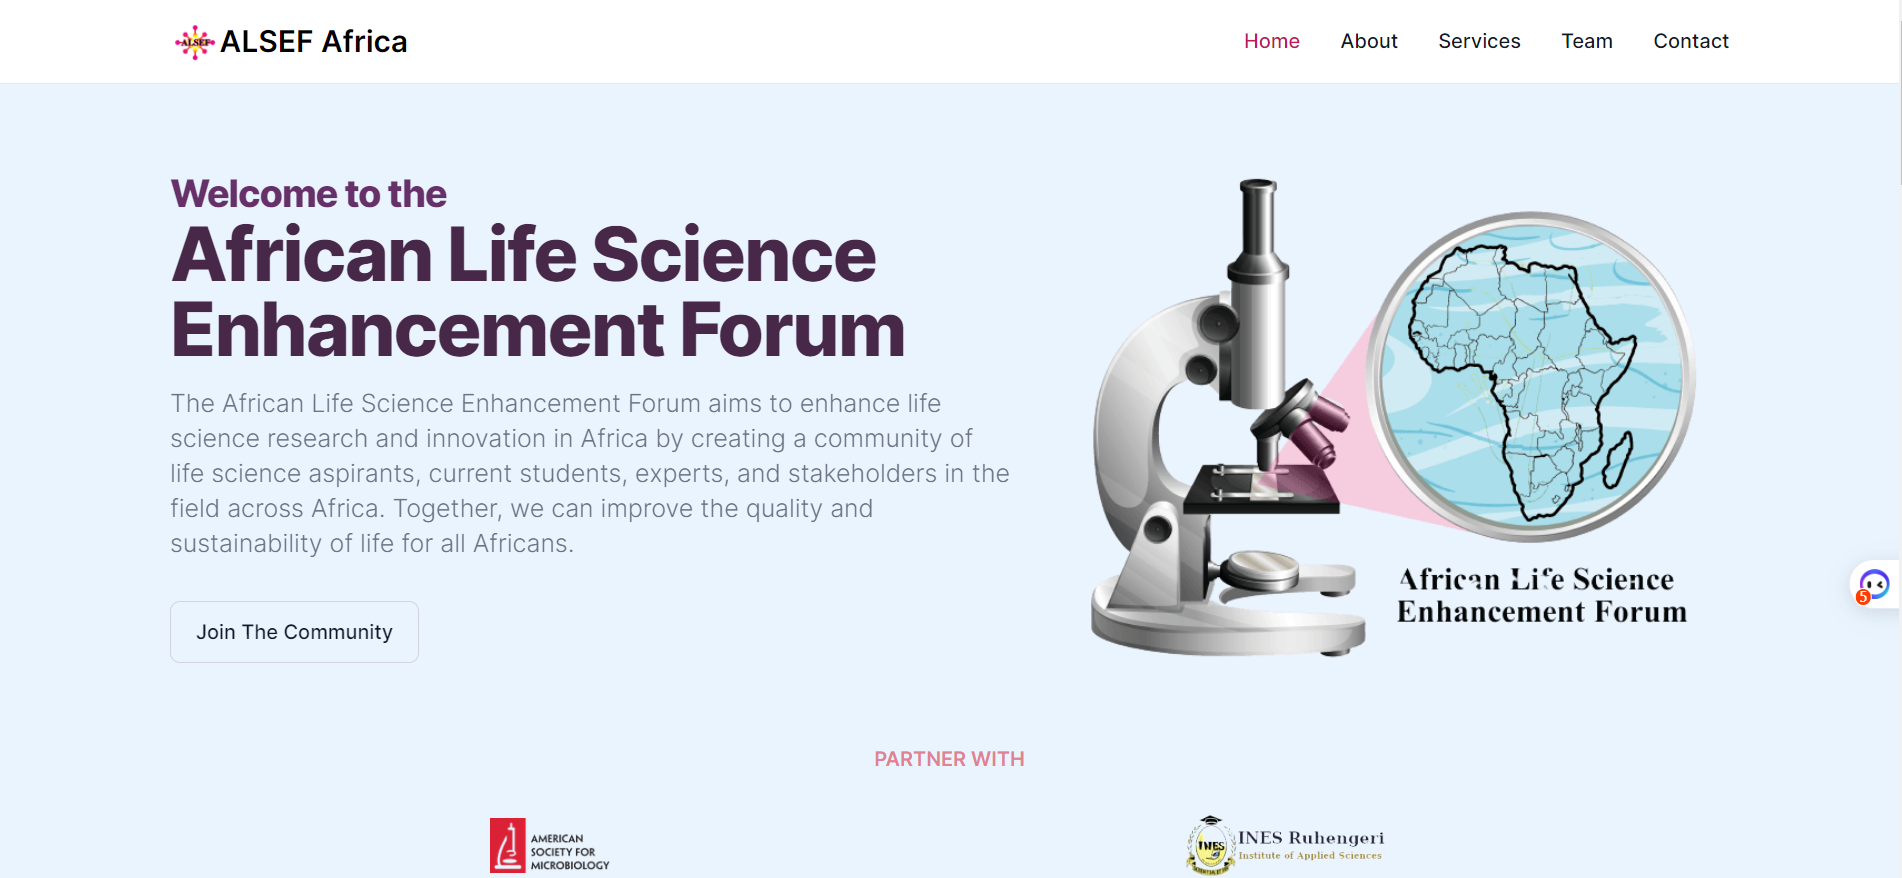 ALSEF
ALSEF Africa
Home
About
Services
Team
Contact
Welcome to the
African Life Science
Enhancement Forum
The African Life Science Enhancement Forum aims to enhance life
science research and innovation in Africa by creating a community of
life science aspirants, current students, experts, and stakeholders in the
field across Africa. Together, we can improve the quality and
sustainability of life for all Africans.
Join The Community
African Life Science
Enhancement Forum
5
PARTNER WITH
AMERICAN
SOCIETY FOR
MICROBIOLOGY
INES
INES Ruhengeri
Institute of Applied Sciences